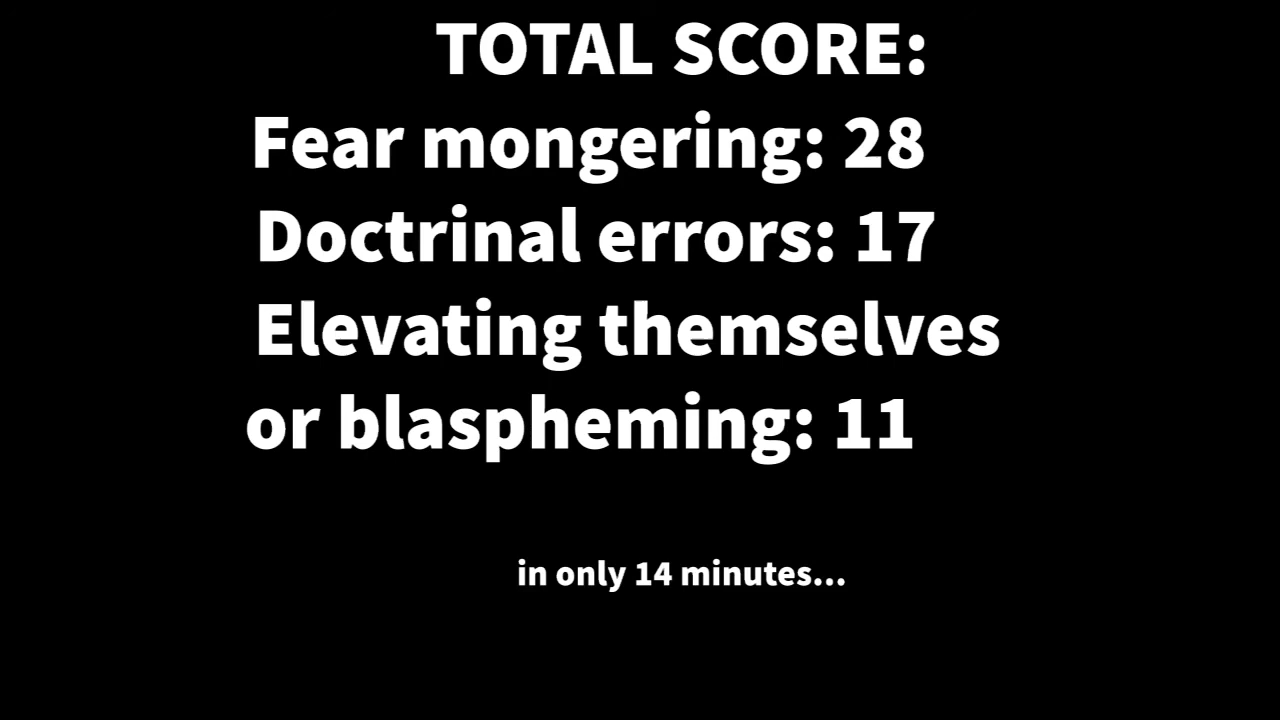 TOTAL SCORE:
Fear mongering: 28
Doctrinal errors: 17
Elevating themselves
or blaspheming: 11
in only 14 minutes...